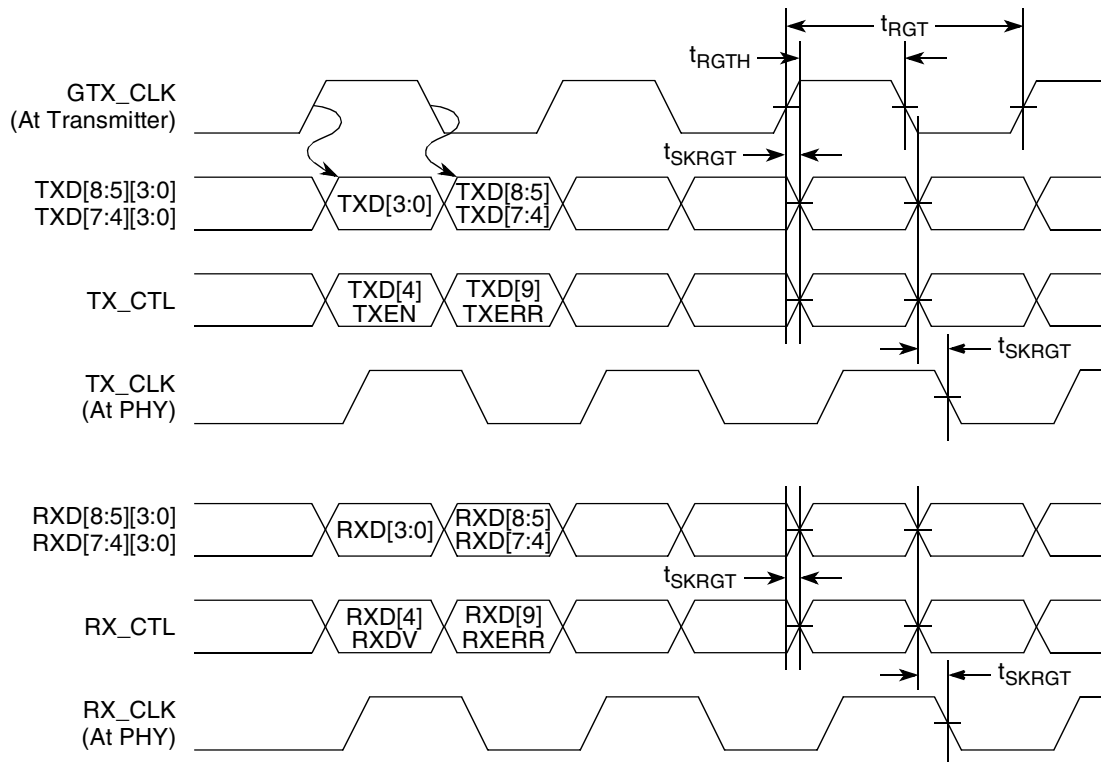 tRGT
tRGTH
GTX_CLK
(At Transmitter)
tSKRGT
TXD[8:5][3:0]
TXD[7:4][3:0]
TXD[3:0]
TXD[8:5]
TXD[7:4]
TX_CTL
TXD[4]
TXEN
TXD[9]
TXERR
tSKRGT
TX_CLK
(At PHY)
RXD[8:5][3:0]
RXD[7:4][3:0]
RXD[3:0]
RXD[8:5]
RXD[7:4]
tSKRGT
RX_CTL
RXD[4]
RXDV
RXD[9]
RXERR
tSKRGT
RX_CLK
(At PHY)